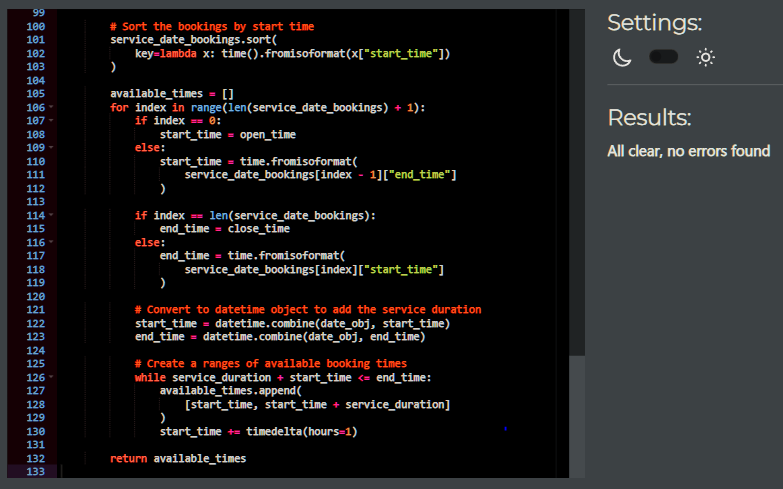 99
100 # Sort the bookings by start time
101 service_date_bookings.sort(
102 key=lambda x: time().fromisoformat(x["start_time"])
103 )
104
105 available_times = []
106 for index in range(len(service_date_bookings) + 1):
107 if index == 0:
108 start_time = open_time
109 else:
110 start_time = time.fromisoformat(
111 service_date_bookings[index - 1]["end_time"]
112 )
113
114 if index == len(service_date_bookings):
115 end_time = close_time
116 else:
117 end_time = time.fromisoformat(
118 service_date_bookings[index]["start_time"]
119 )
120
121 # Convert to datetime object to add the service duration
122 start_time = datetime.combine(date_obj, start_time)
123 end_time = datetime.combine(date_obj, end_time)
124
125 # Create a ranges of available booking times
126 while service_duration + start_time <= end_time:
127 available_times.append(
128 [start_time, start_time + service_duration]
129 )
130 start_time += timedelta(hours=1)
131
132 return available_times
133
Settings:
Results:
All clear, no errors found